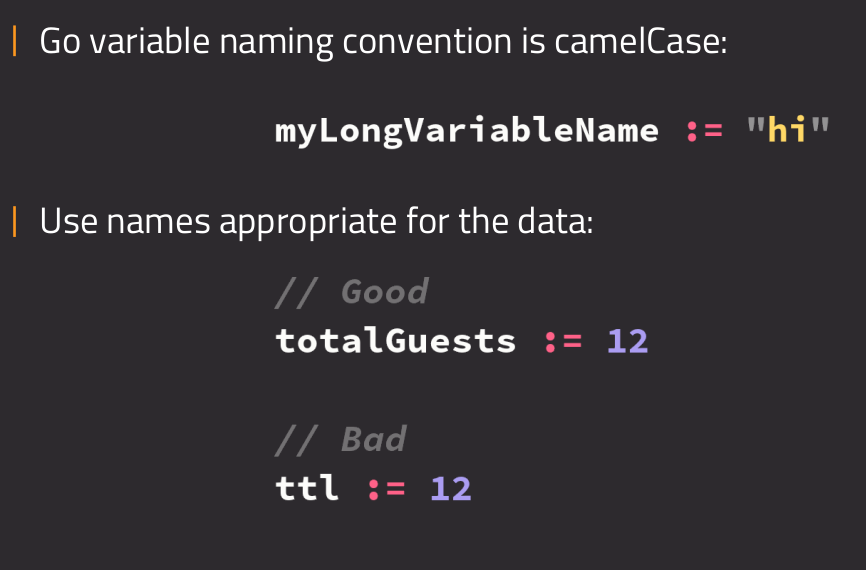 Go variable naming convention is camelCase:
myLongVariableName := "hi"
Use names appropriate for the data:
// Good
totalGuests := 12
// Bad
ttl := 12